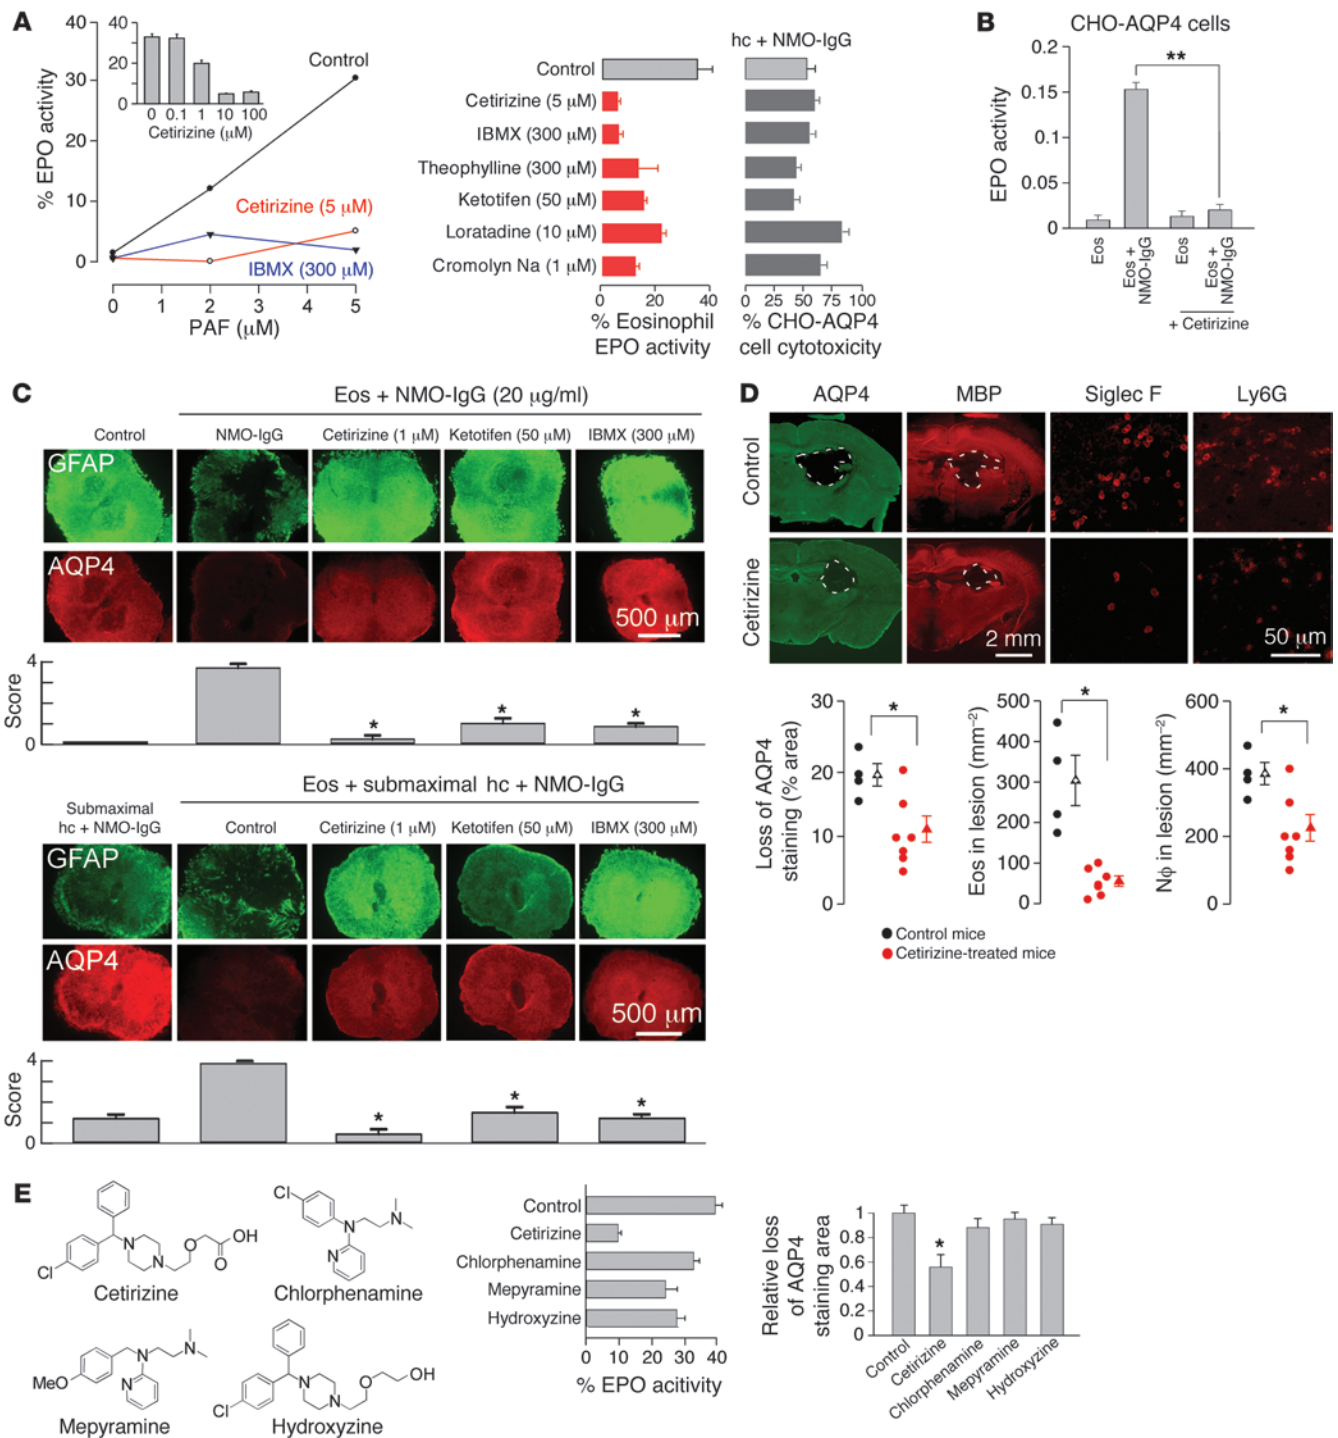 A
40
30
20
10
0
% EPO activity
40
20
0
0 0.1 1 10 100
Cetirizine (μM)
Control
Cetirizine (5 μM)
IBMX (300 μM)
0 2 4 5
PAF (μM)
hc + NMO-IgG
Control
Cetirizine (5 μM)
IBMX (300 μM)
Theophylline (300 μM)
Ketotifen (50 μM)
Loratadine (10 μM)
Cromolyn Na (1 μM)
0 20 40
% Eosinophil
EPO activity
0 25 50 75 100
% CHO-AQP4
cell cytotoxicity
B
CHO-AQP4 cells
0.2
0.15
0.1
0.05
0
EPO activity
**
Eos
Eos +
NMO-IgG
Eos
Eos +
NMO-IgG
+ Cetirizine
C
Eos + NMO-IgG (20 μg/ml)
Control NMO-IgG Cetirizine (1 μM) Ketotifen (50 μM) IBMX (300 μM)
GFAP
AQP4
500 μm
4
0
Score
* * *
Eos + submaximal hc + NMO-IgG
Submaximal
hc + NMO-IgG Control Cetirizine (1 μM) Ketotifen (50 μM) IBMX (300 μM)
GFAP
AQP4
500 μm
4
0
Score
* * *
D
AQP4 MBP Siglec F Ly6G
Control
Cetirizine
2 mm
50 μm
30
20
10
0
Loss of AQP4
staining (% area)
*
500
400
300
200
100
0
Eos in lesion (mm⁻²)
*
600
400
200
0
Nϕ in lesion (mm⁻²)
*
Control mice
Cetirizine-treated mice
E
Cl
N
N
O
OH
O
Cetirizine
Cl
N
N
N
Chlorphenamine
MeO
N
N
N
Mepyramine
Cl
N
N
O
OH
Hydroxyzine
Control
Cetirizine
Chlorphenamine
Mepyramine
Hydroxyzine
0 10 20 30 40
% EPO acitivity
1
0.8
0.6
0.4
0.2
0
Relative loss
of AQP4
staining area
*
Control
Cetirizine
Chlorphenamine
Mepyramine
Hydroxyzine